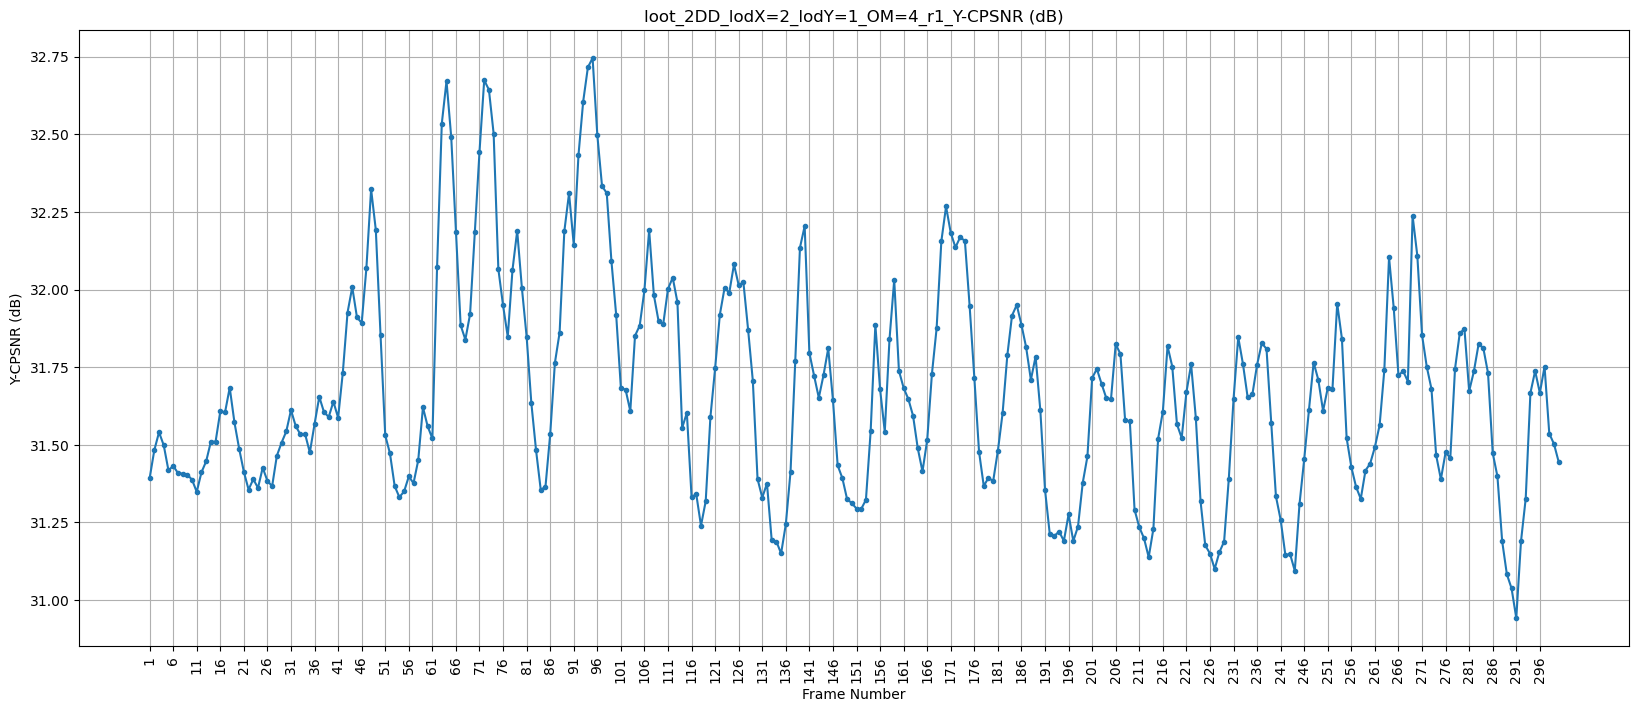 loot_2DD_lodX=2_lodY=1_OM=4_r1_Y-CPSNR (dB)
Y-CPSNR (dB)
32.75
32.50
32.25
32.00
31.75
31.50
31.25
31.00
1 6 11 16 21 26 31 36 41 46 51 56 61 66 71 76 81 86 91 96 101 106 111 116 121 126 131 136 141 146 151 156 161 166 171 176 181 186 191 196 201 206 211 216 221 226 231 236 241 246 251 256 261 266 271 276 281 286 291 296
Frame Number